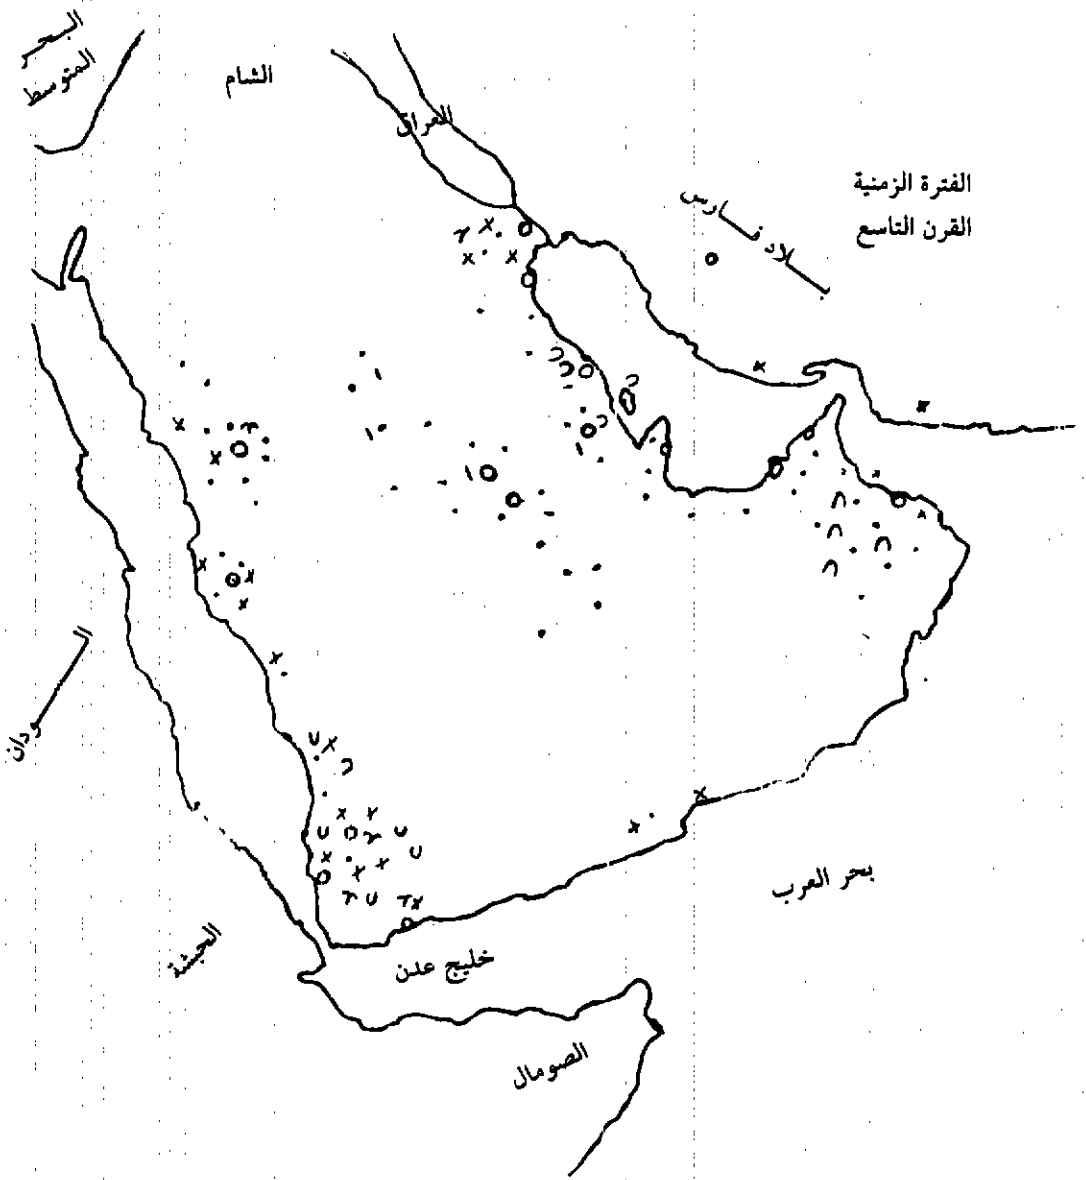 البحر
المتوسط
الشام
العراق
الفترة الزمنية
القرن التاسع
بلاد فارس
السودان
الحبشة
خليج عدن
بحر العرب
الصومال